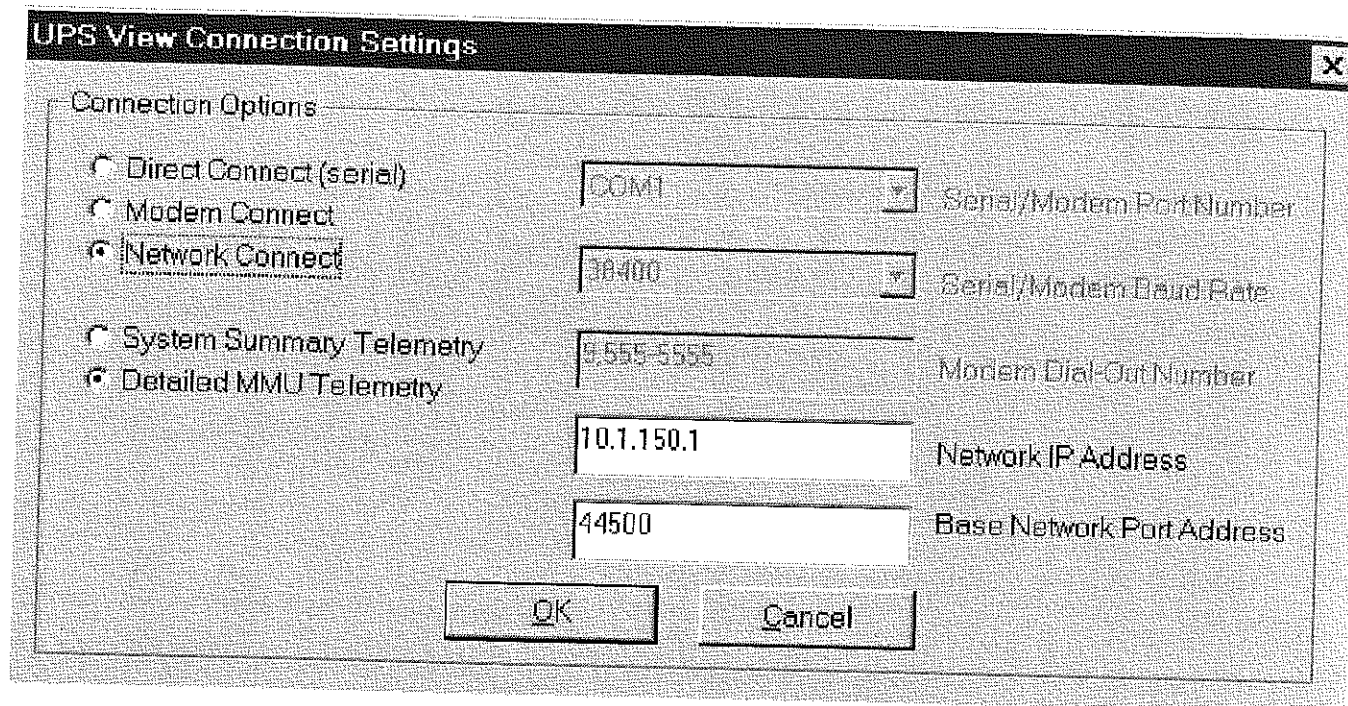 UPS View Connection Settings
Connection Options
Direct Connect (serial)
Modem Connect
Network Connect
System Summary Telemetry
Detailed MMU Telemetry
COM1
Serial/Modem Port Number
38400
Serial/Modem Baud Rate
9,555-5555
Modem Dial-Out Number
10.1.150.1
Network IP Address
44500
Base Network Port Address
OK
Cancel